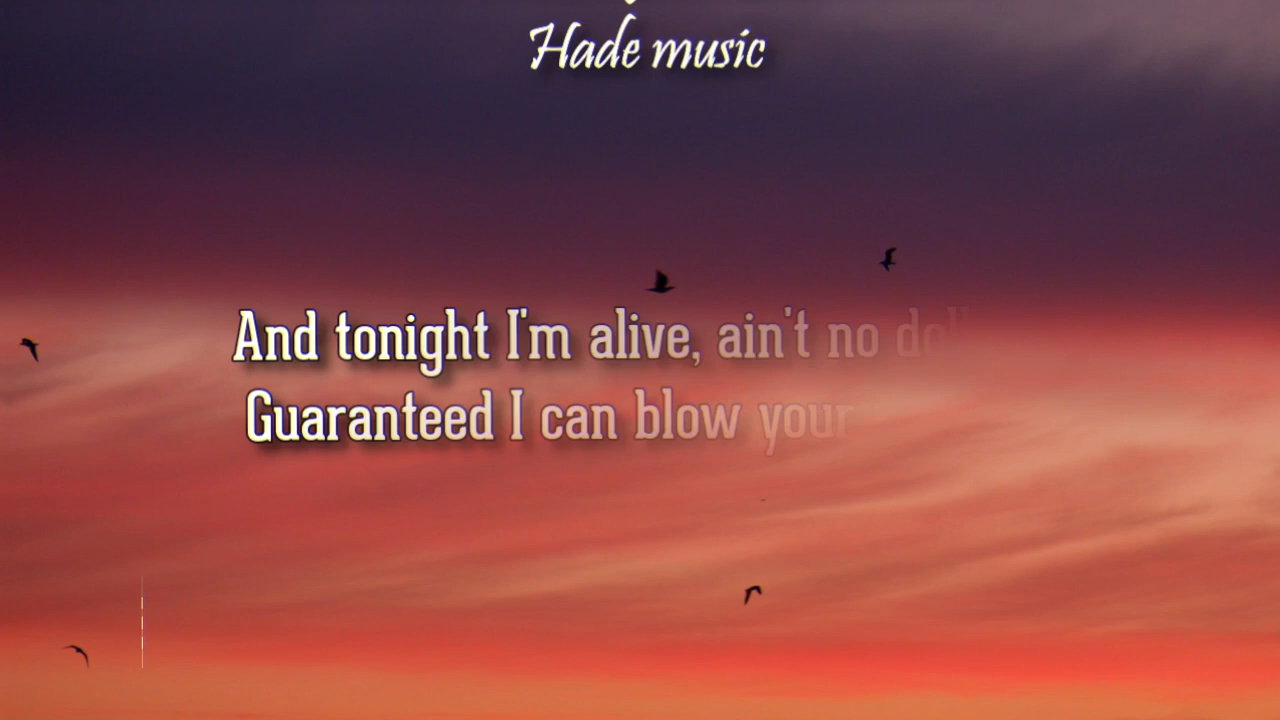 Hade music
And tonight I'm alive, ain't no
Guaranteed I can blow your